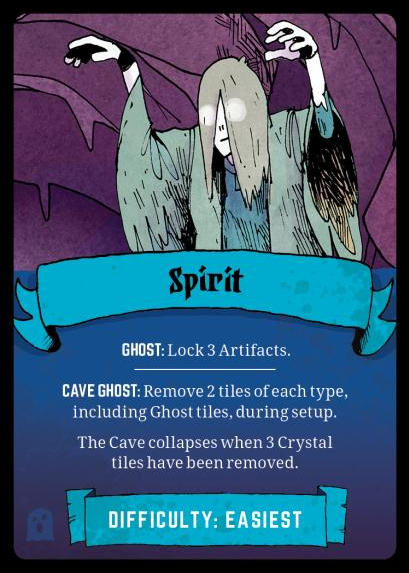 Spirit
GHOST: Lock 3 Artifacts.
CAVE GHOST: Remove 2 tiles of each type,
including Ghost tiles, during setup.
The Cave collapses when 3 Crystal
tiles have been removed.
DIFFICULTY: EASIEST